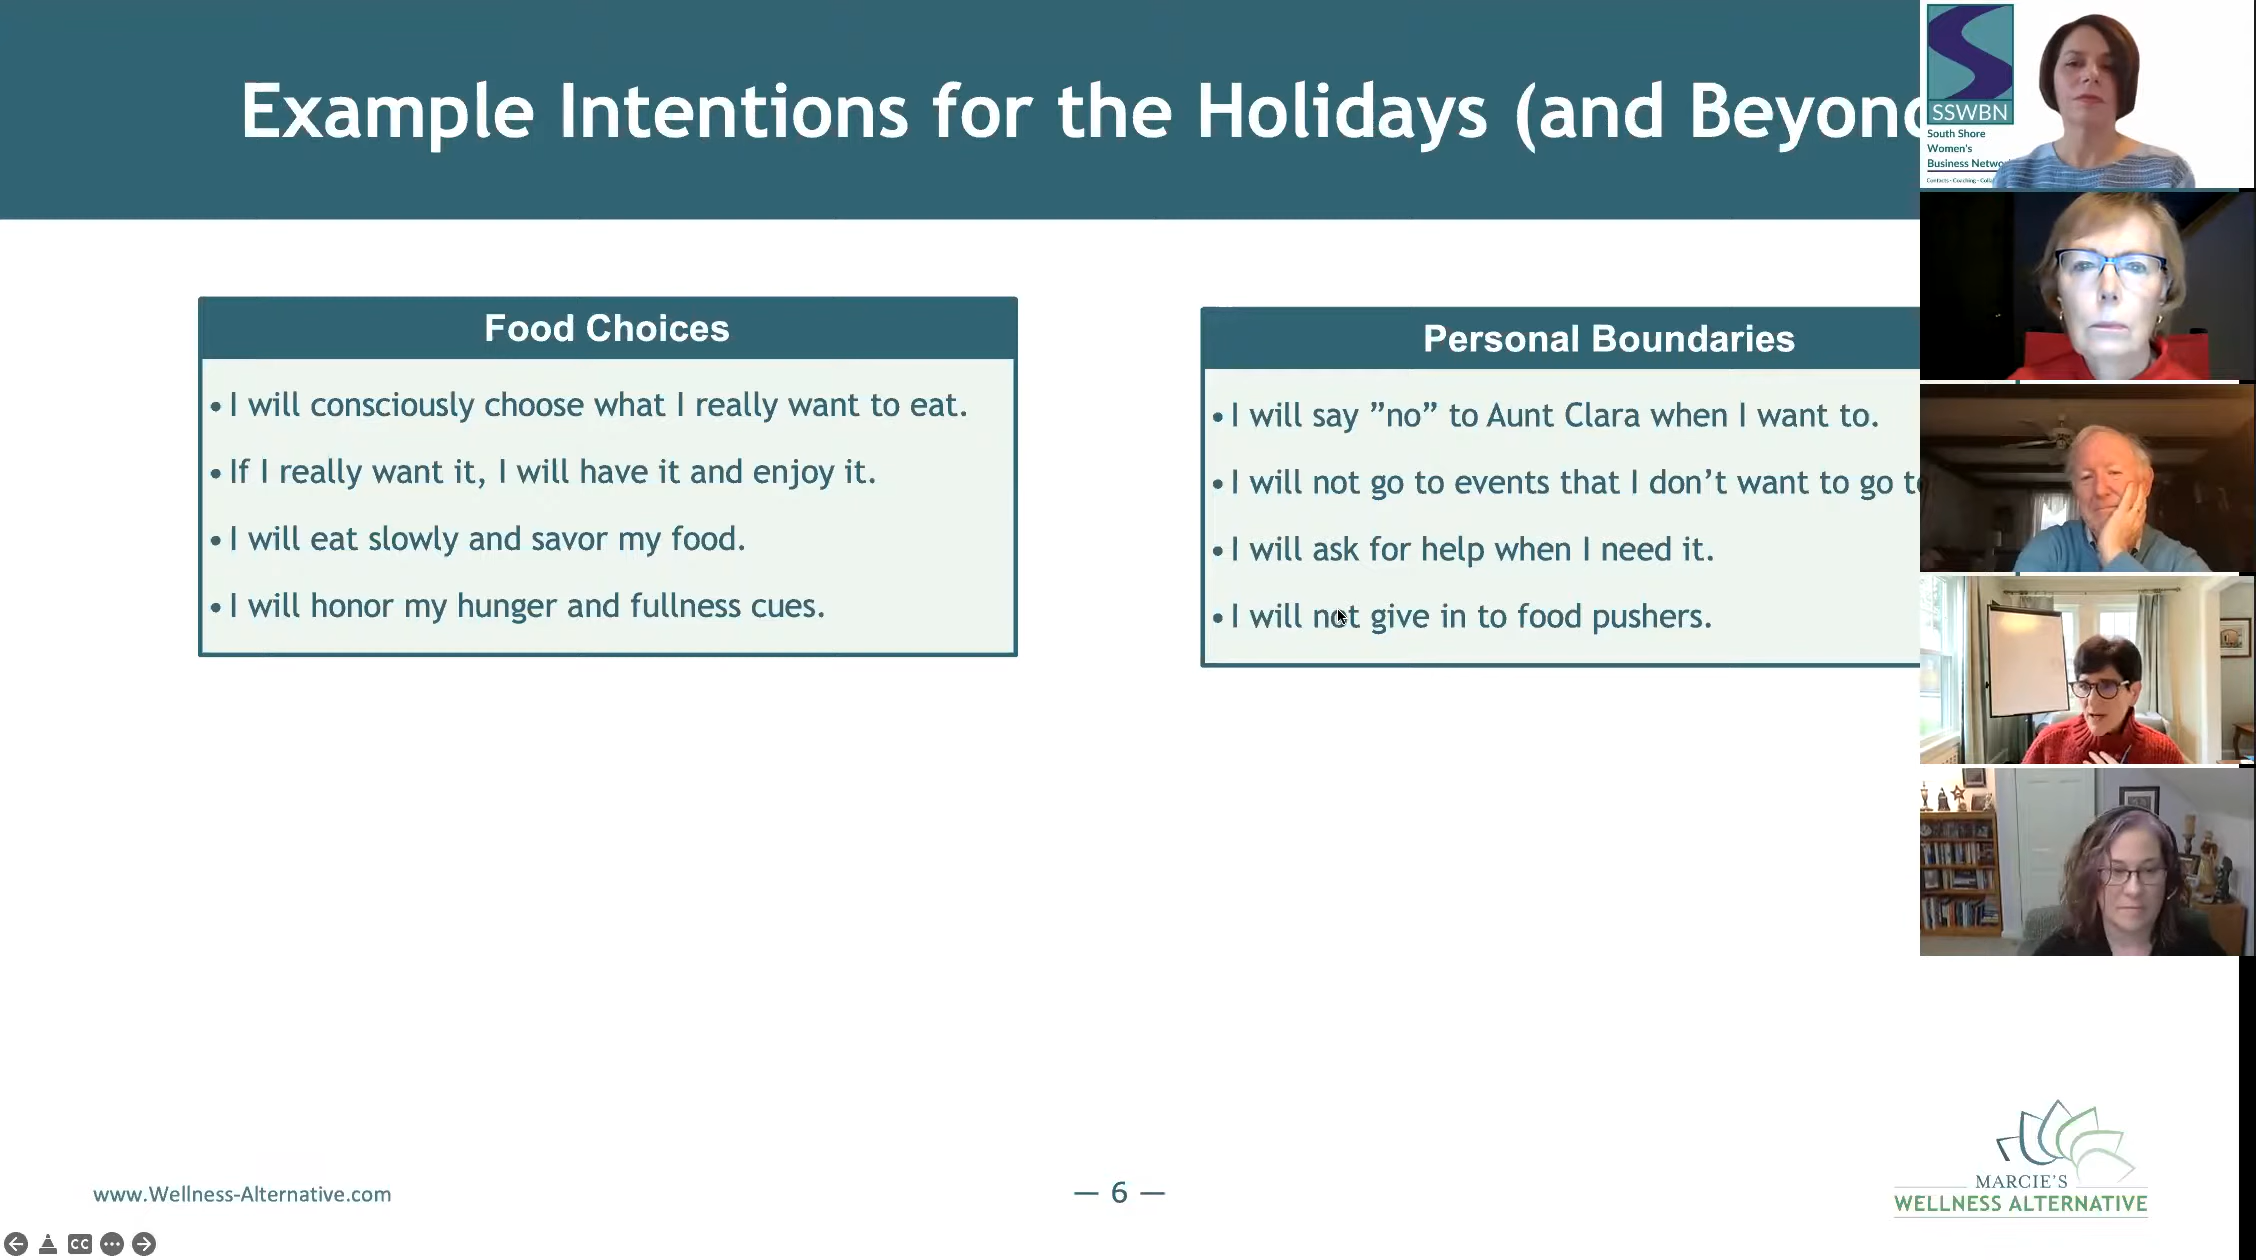 Example Intentions for the Holidays (and Beyond
Food Choices
• I will consciously choose what I really want to eat.
• If I really want it, I will have it and enjoy it.
• I will eat slowly and savor my food.
• I will honor my hunger and fullness cues.
Personal Boundaries
• I will say ”no” to Aunt Clara when I want to.
• I will not go to events that I don’t want to go to
• I will ask for help when I need it.
• I will not give in to food pushers.
SSWBN
South Shore
Women's
Business Netwo
www.Wellness-Alternative.com
— 6 —
MARCIE'S
WELLNESS ALTERNATIVE
CC